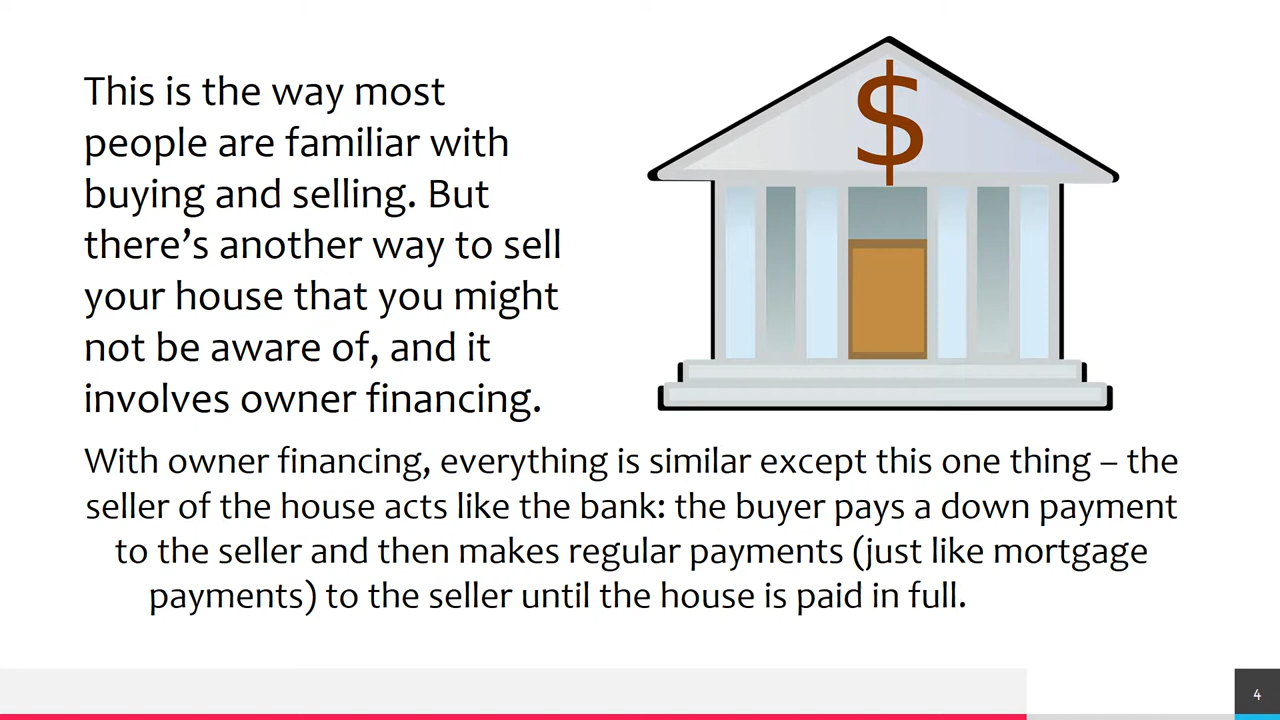 This is the way most
people are familiar with
buying and selling. But
there’s another way to sell
your house that you might
not be aware of, and it
involves owner financing.
$
With owner financing, everything is similar except this one thing – the
seller of the house acts like the bank: the buyer pays a down payment
to the seller and then makes regular payments (just like mortgage
payments) to the seller until the house is paid in full.
4